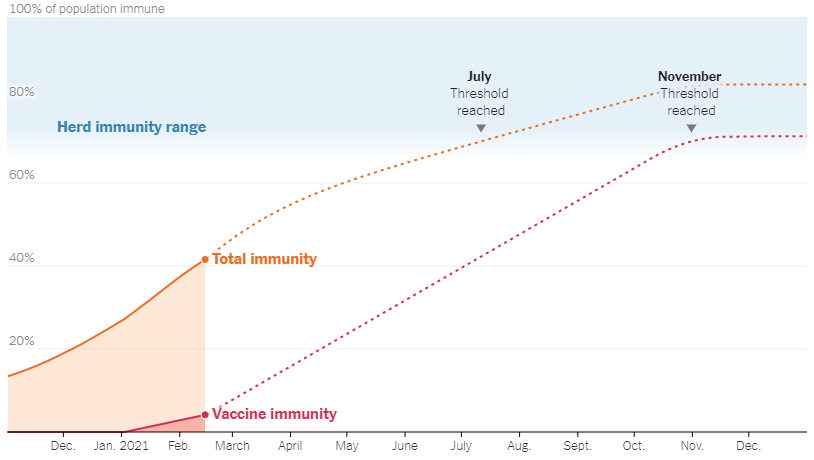 100% of population immune
July
Threshold
reached
November
Threshold
reached
80%
Herd immunity range
60%
40%
Total immunity
20%
Vaccine immunity
Dec.
Jan. 2021
Feb.
March
April
May
June
July
Aug.
Sept.
Oct.
Nov.
Dec.